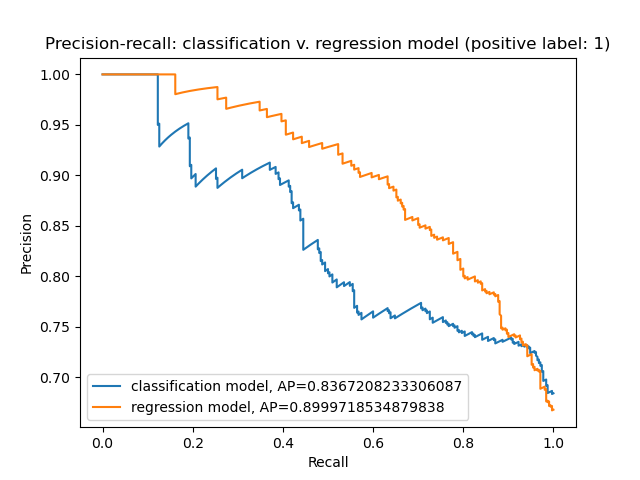 Precision-recall: classification v. regression model (positive label: 1)
1.00
0.95
0.90
0.85
0.80
0.75
0.70
Precision
classification model, AP=0.8367208233306087
regression model, AP=0.8999718534879838
0.0 0.2 0.4 0.6 0.8 1.0
Recall